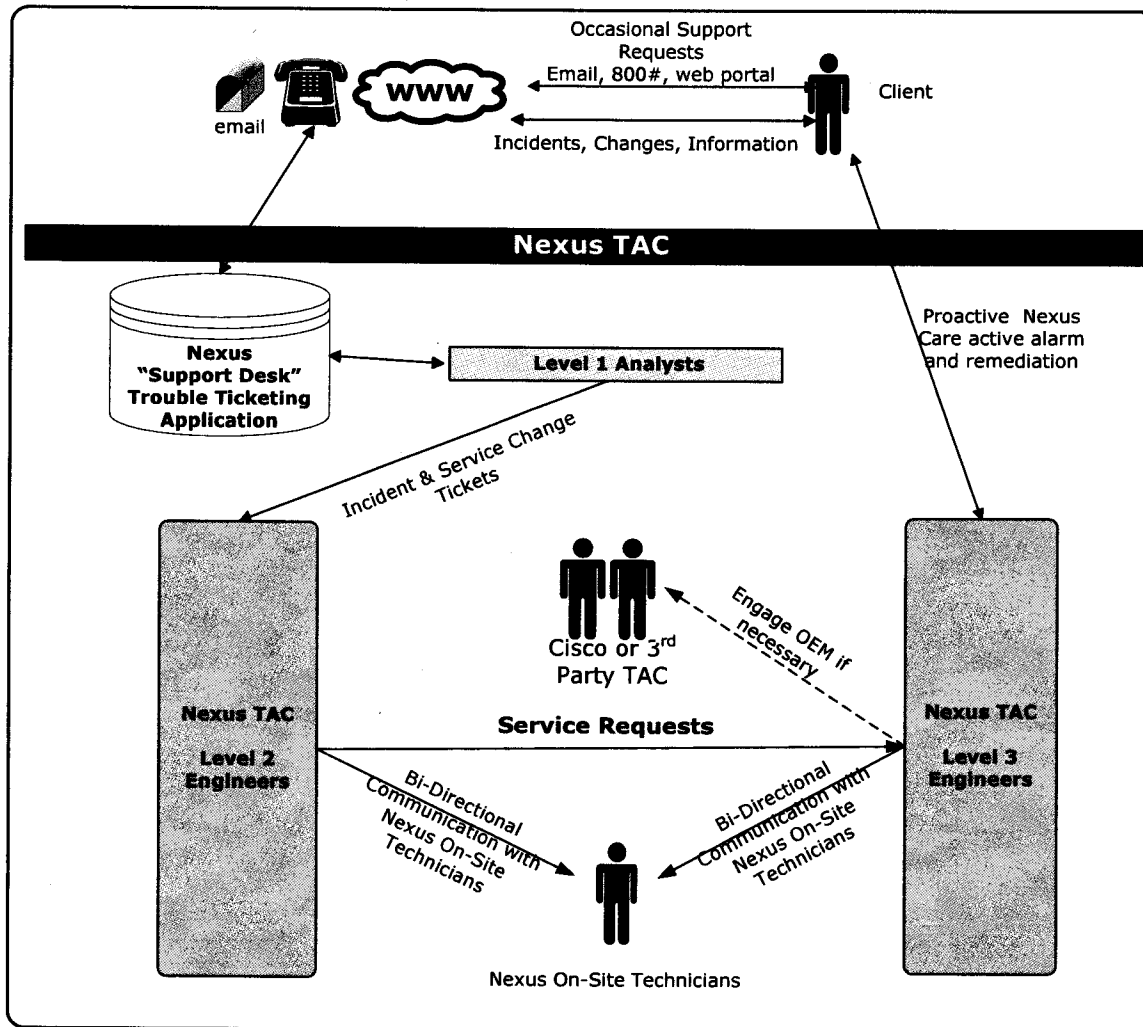 Occasional Support
Requests
Email, 800#, web portal
WWW
email
Client
Incidents, Changes, Information
Nexus TAC
Nexus
“Support Desk”
Trouble Ticketing
Application
Level 1 Analysts
Proactive Nexus
Care active alarm
and remediation
Incident & Service Change
Tickets
Cisco or 3rd
Party TAC
Engage OEM if
necessary
Nexus TAC
Level 2
Engineers
Service Requests
Nexus TAC
Level 3
Engineers
Bi-Directional
Communication with
Nexus On-Site
Technicians
Bi-Directional
Communication with
Nexus On-Site
Technicians
Nexus On-Site Technicians